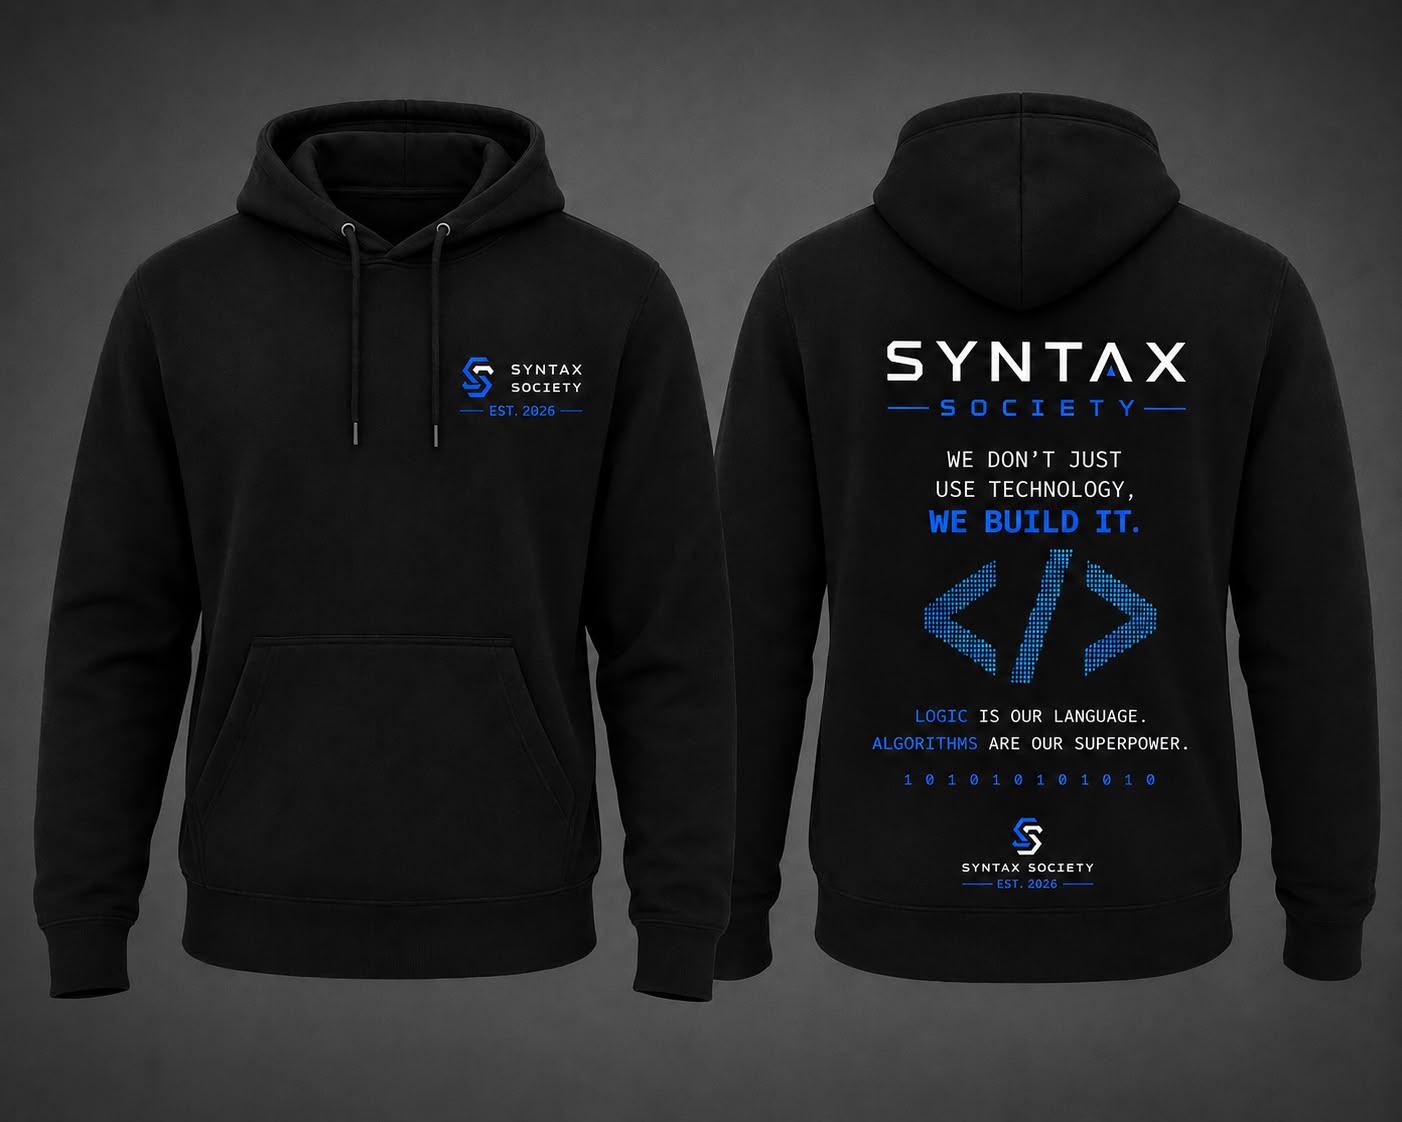 SYNTAX
SOCIETY
EST. 2026
SYNTAX
SOCIETY
WE DON'T JUST
USE TECHNOLOGY,
WE BUILD IT.
</>
LOGIC IS OUR LANGUAGE.
ALGORITHMS ARE OUR SUPERPOWER.
1 0 1 0 1 0 1 0 1 0 1 0
SYNTAX SOCIETY
EST. 2026